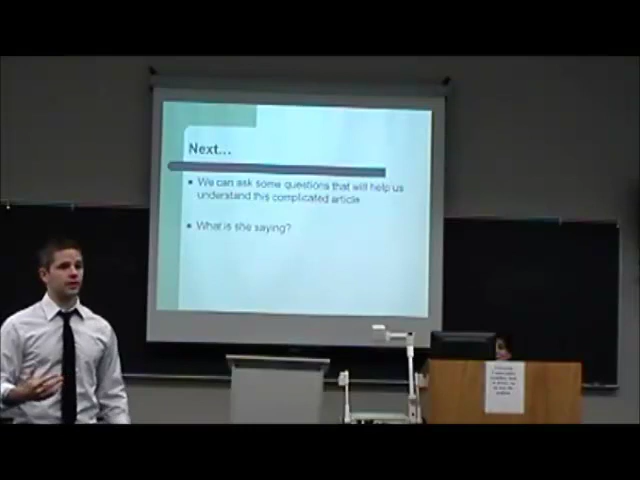 Next...
We can ask some questions that will help us
understand this complicated article
What is she saying?